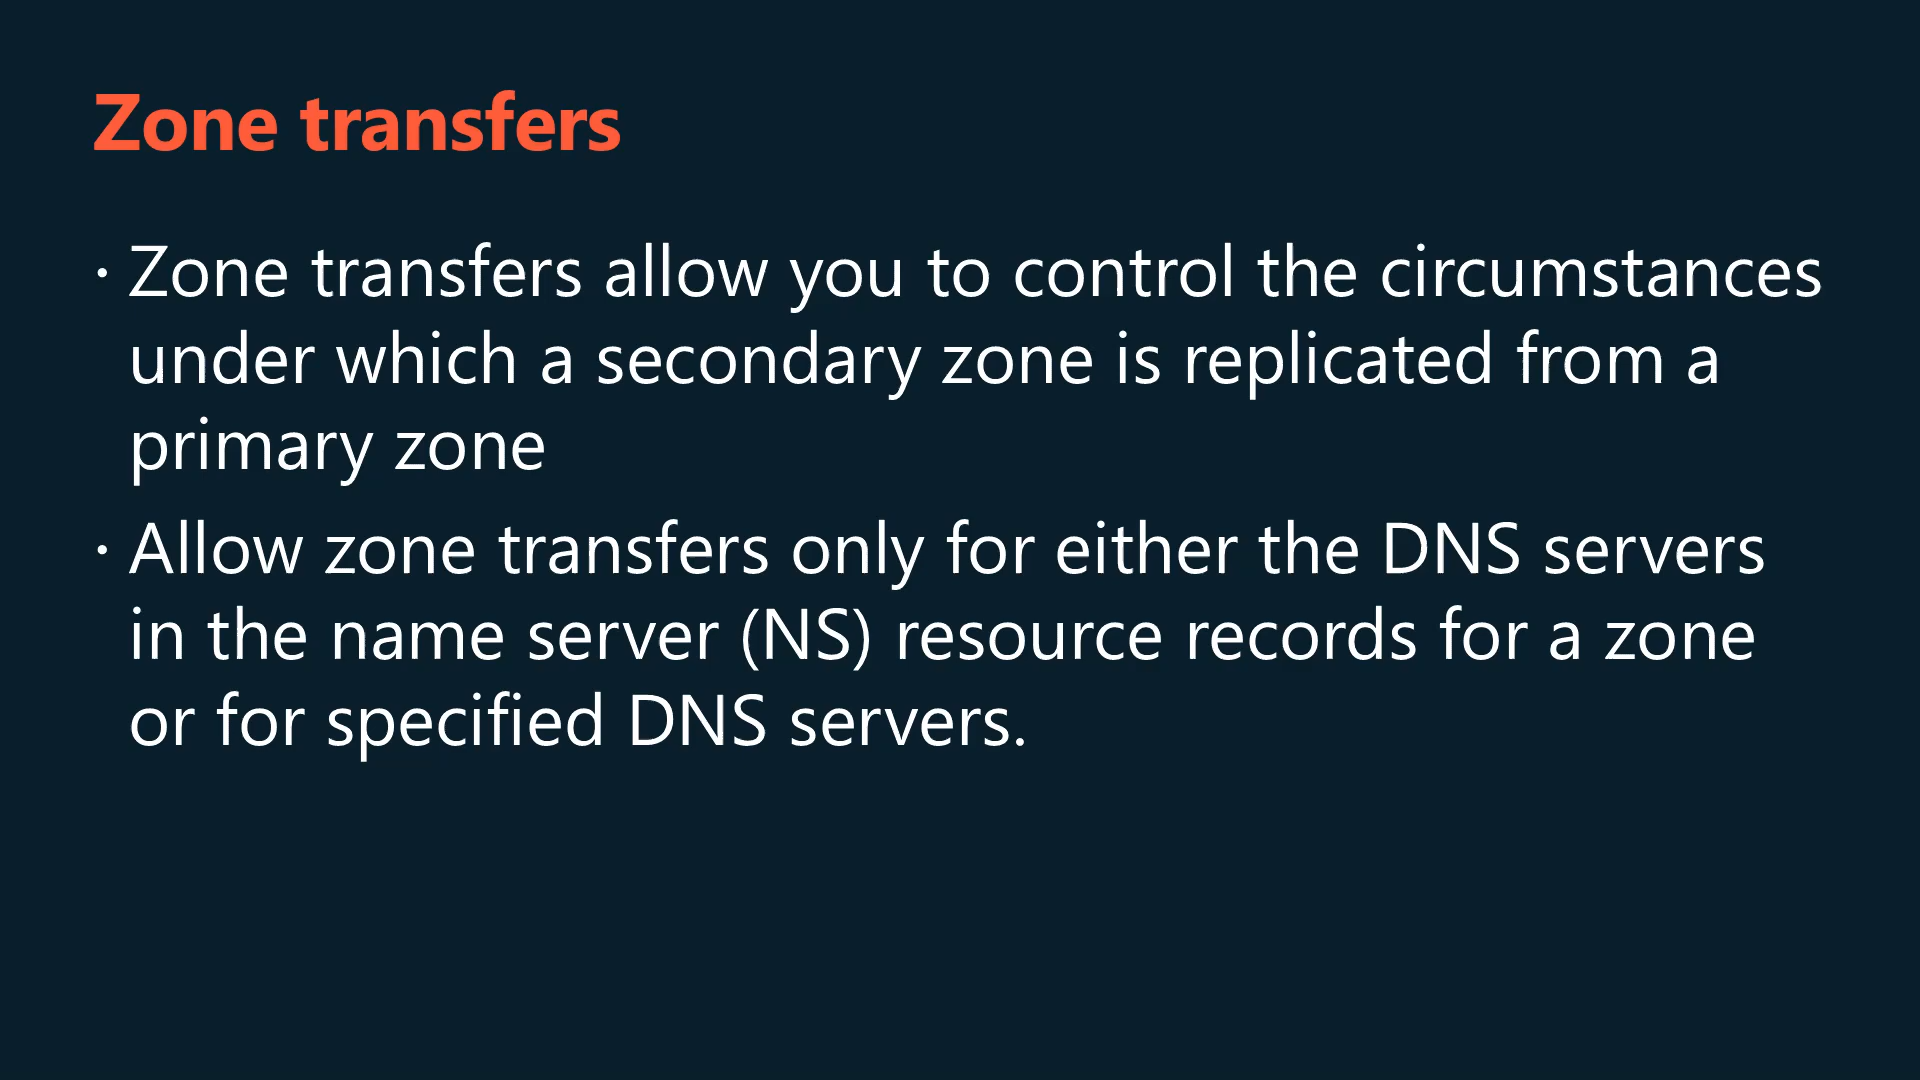 Zone transfers
· Zone transfers allow you to control the circumstances
under which a secondary zone is replicated from a
primary zone
· Allow zone transfers only for either the DNS servers
in the name server (NS) resource records for a zone
or for specified DNS servers.